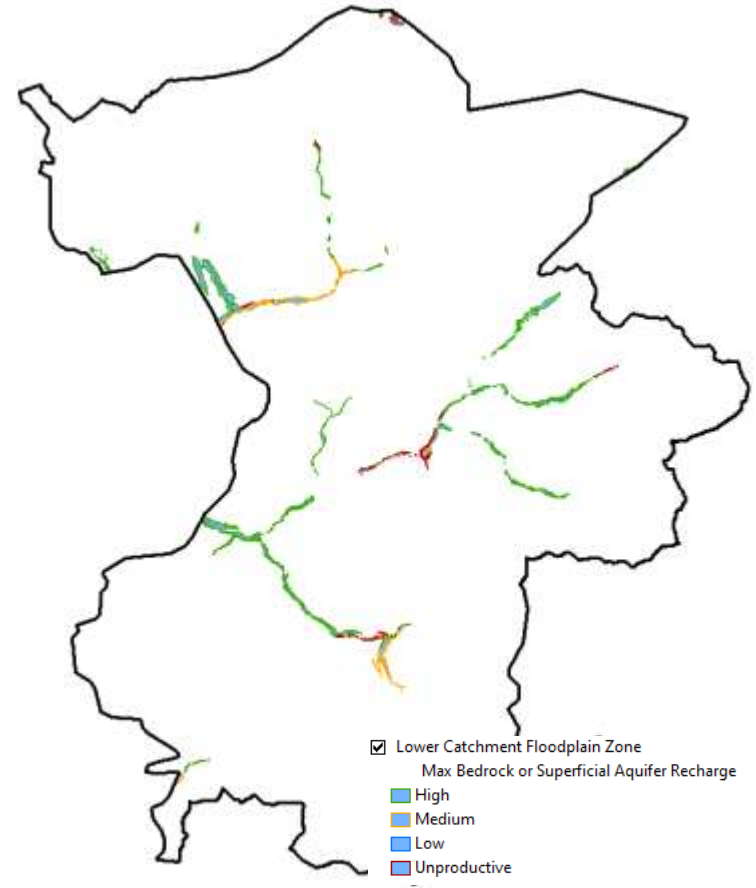 Lower Catchment Floodplain Zone
Max Bedrock or Superficial Aquifer Recharge
High
Medium
Low
Unproductive